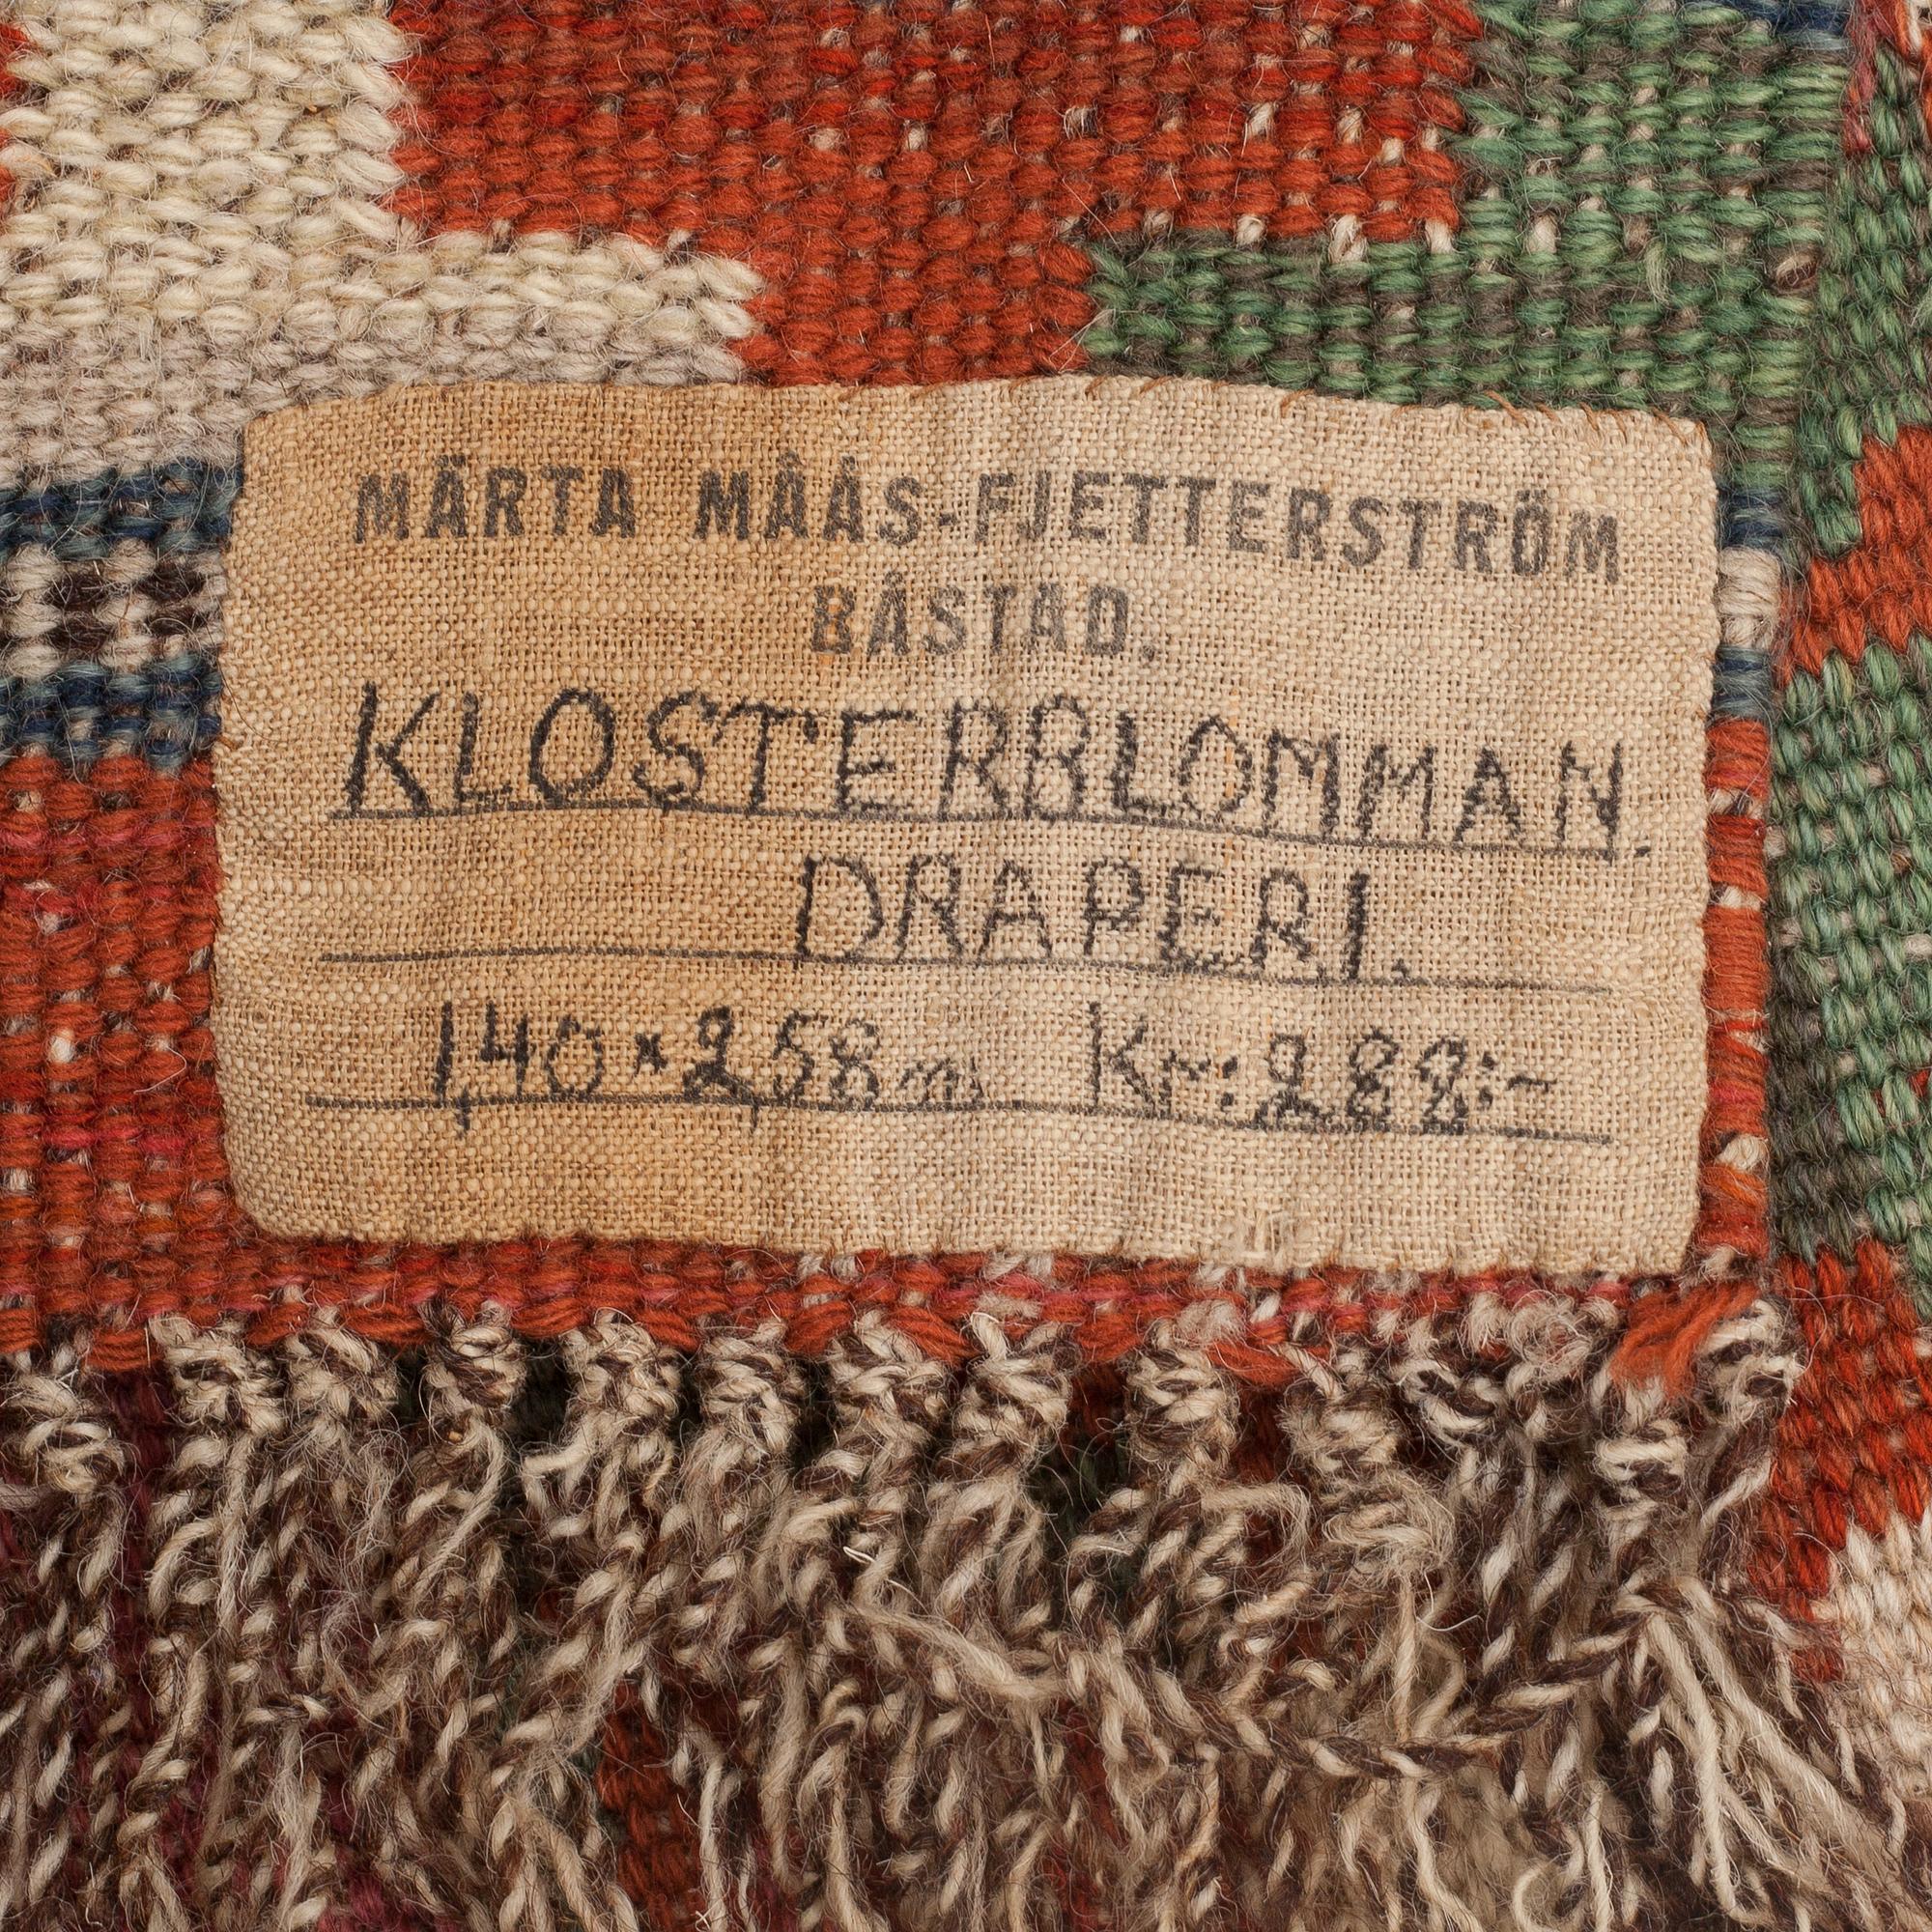 MÄRTA MÅÅS-FJETTERSTRÖM
BÅSTAD.
KLOSTERBLOMMAN.
DRAPERI.
1,40 × 2,58 m Kr: 288:-